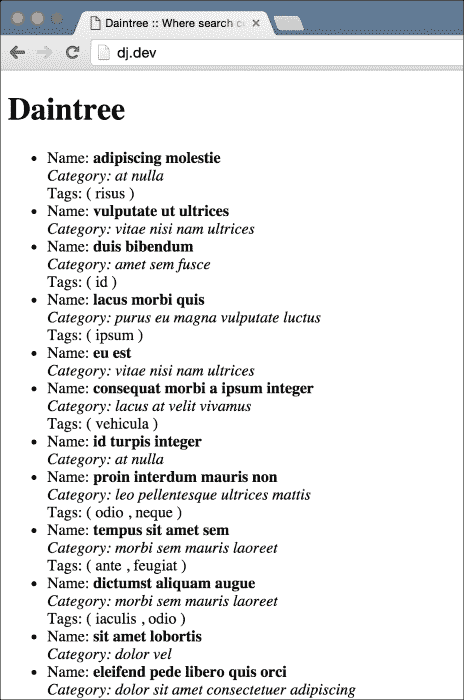 Daintree :: Where search c
dj.dev
Daintree
Name: adipiscing molestie
Category: at nulla
Tags: ( risus )
Name: vulputate ut ultrices
Category: vitae nisi nam ultrices
Name: duis bibendum
Category: amet sem fusce
Tags: ( id )
Name: lacus morbi quis
Category: purus eu magna vulputate luctus
Tags: ( ipsum )
Name: eu est
Category: vitae nisi nam ultrices
Name: consequat morbi a ipsum integer
Category: lacus at velit vivamus
Tags: ( vehicula )
Name: id turpis integer
Category: at nulla
Name: proin interdum mauris non
Category: leo pellentesque ultrices mattis
Tags: ( odio , neque )
Name: tempus sit amet sem
Category: morbi sem mauris laoreet
Tags: ( ante , feugiat )
Name: dictumst aliquam augue
Category: morbi sem mauris laoreet
Tags: ( iaculis , odio )
Name: sit amet lobortis
Category: dolor vel
Name: eleifend pede libero quis orci
Category: dolor sit amet consectetuer adipiscing